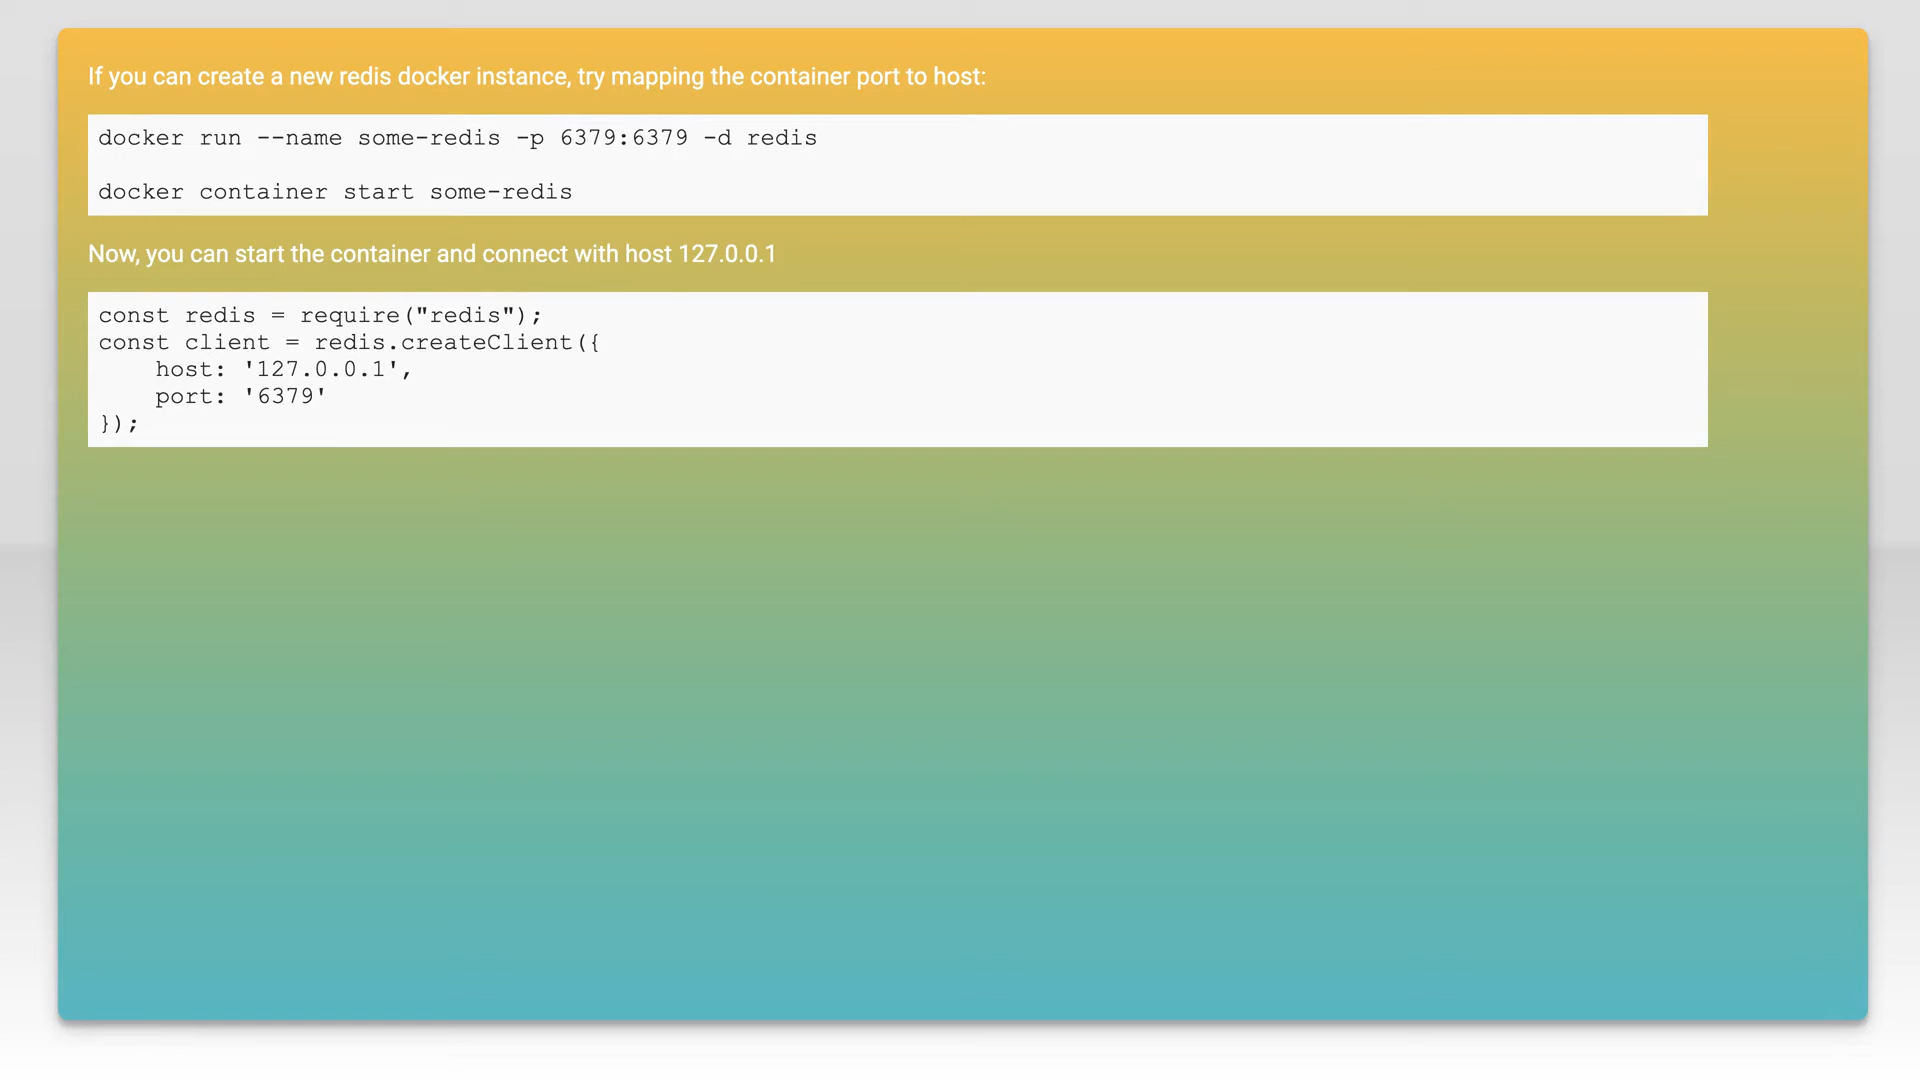 If you can create a new redis docker instance, try mapping the container port to host:
docker run --name some-redis -p 6379:6379 -d redis
docker container start some-redis
Now, you can start the container and connect with host 127.0.0.1
const redis = require("redis");
const client = redis.createClient({
    host: '127.0.0.1',
    port: '6379'
});